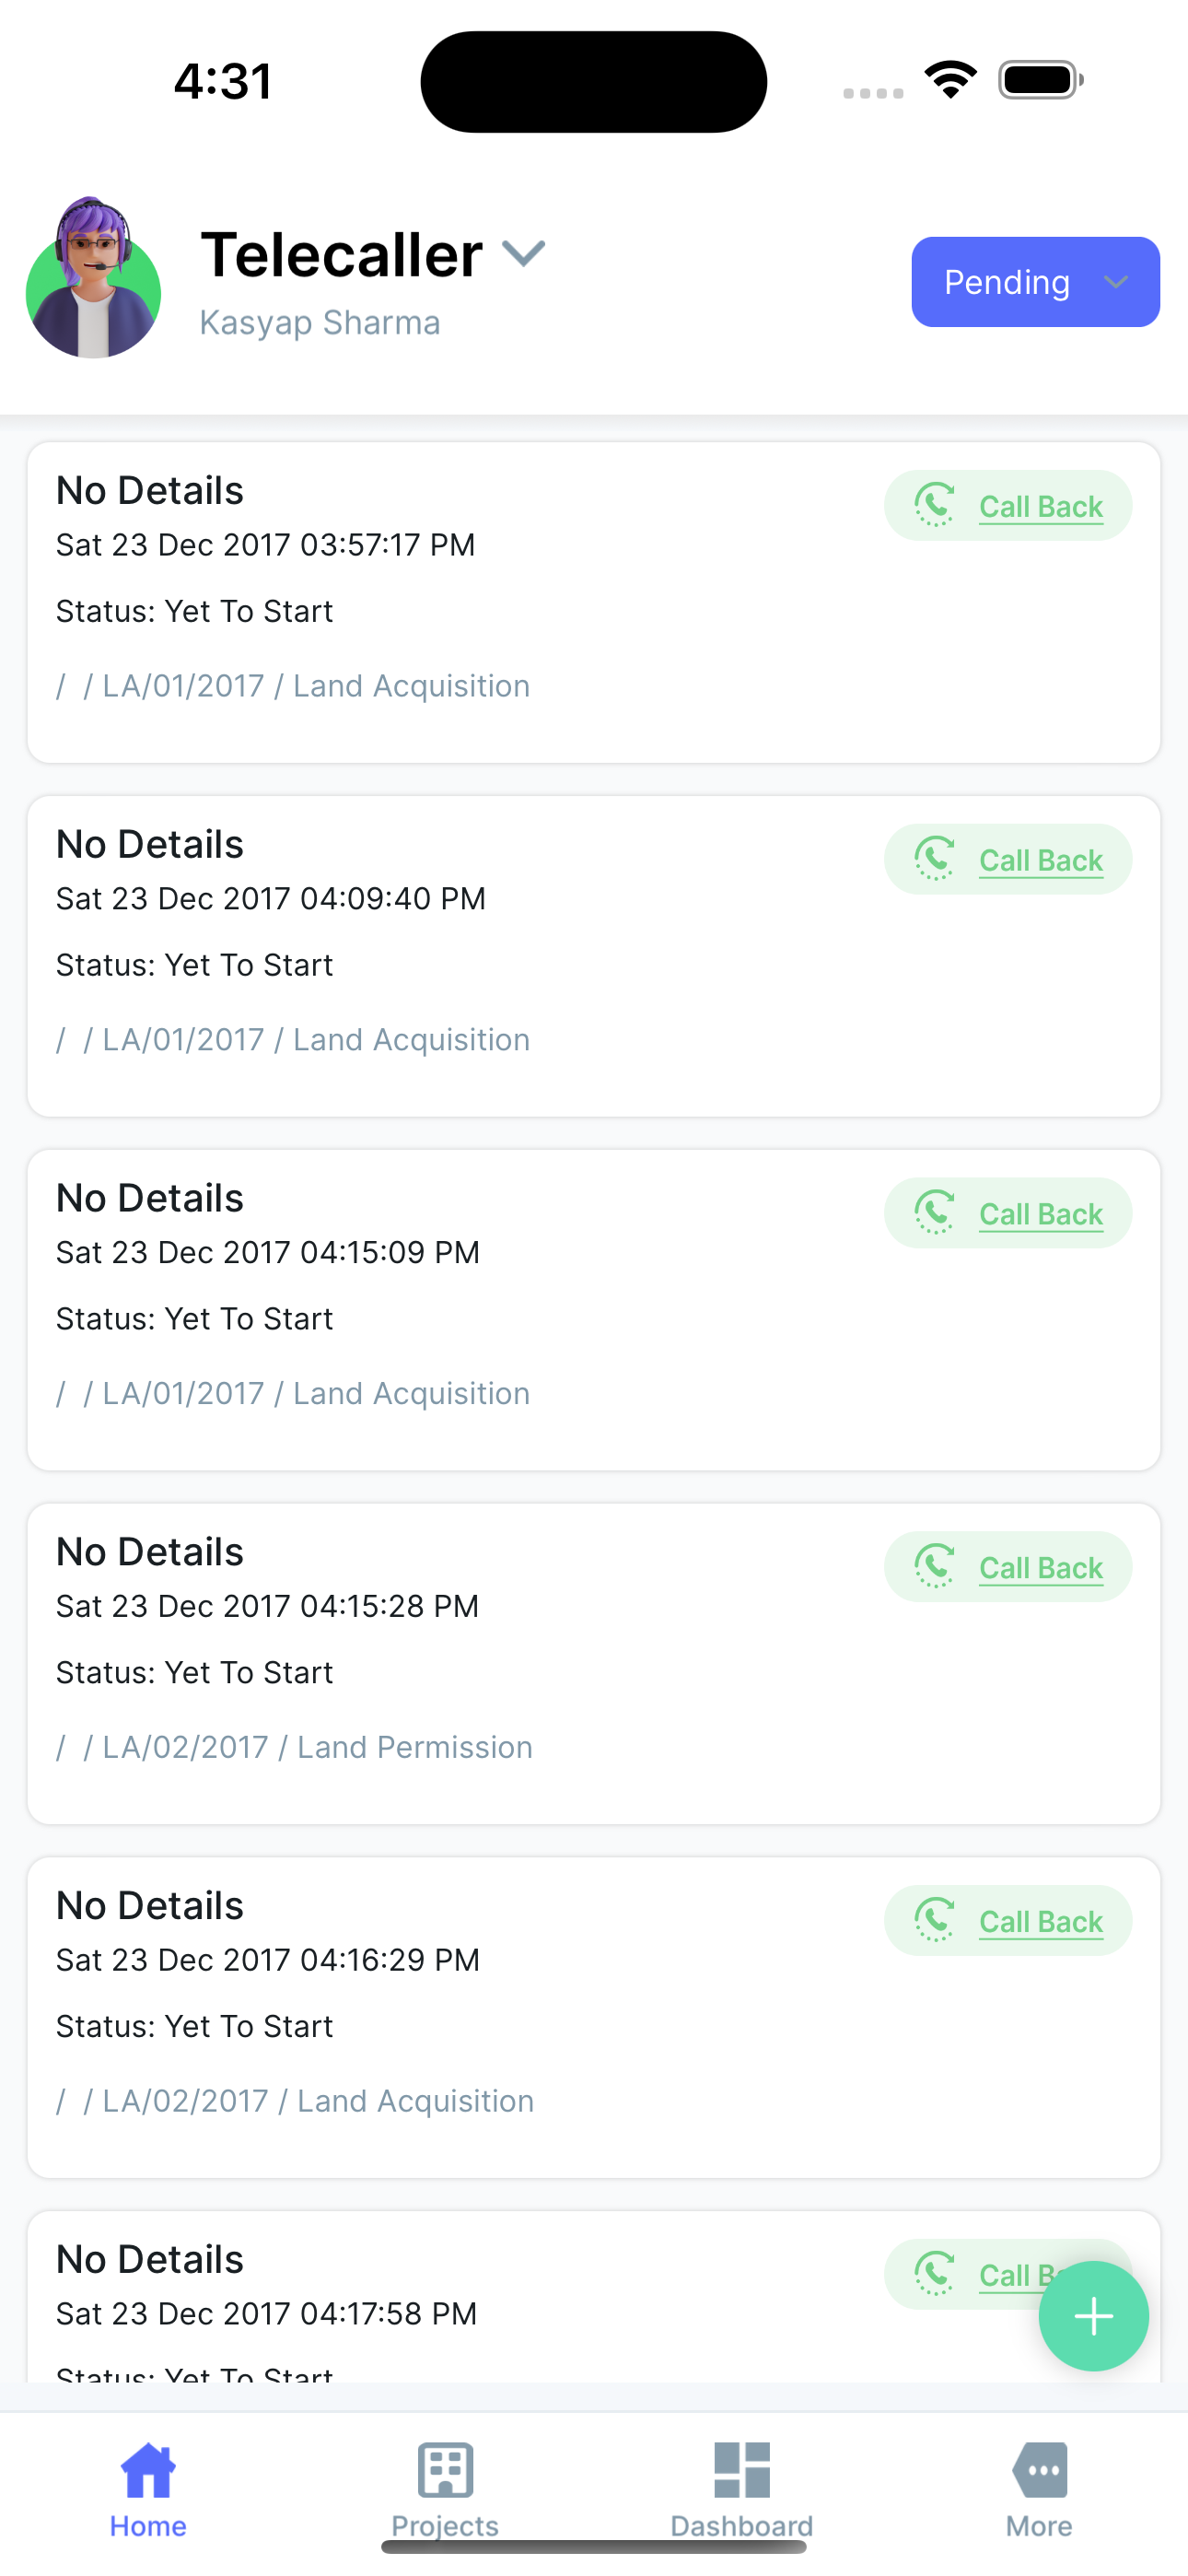 4:31
Telecaller
Kasyap Sharma
Pending
No Details
Call Back
Sat 23 Dec 2017 03:57:17 PM
Status: Yet To Start
/ / LA/01/2017 / Land Acquisition
No Details
Call Back
Sat 23 Dec 2017 04:09:40 PM
Status: Yet To Start
/ / LA/01/2017 / Land Acquisition
No Details
Call Back
Sat 23 Dec 2017 04:15:09 PM
Status: Yet To Start
/ / LA/01/2017 / Land Acquisition
No Details
Call Back
Sat 23 Dec 2017 04:15:28 PM
Status: Yet To Start
/ / LA/02/2017 / Land Permission
No Details
Call Back
Sat 23 Dec 2017 04:16:29 PM
Status: Yet To Start
/ / LA/02/2017 / Land Acquisition
No Details
Call
Sat 23 Dec 2017 04:17:58 PM
Status: Yet To Start
Home
Projects
Dashboard
More